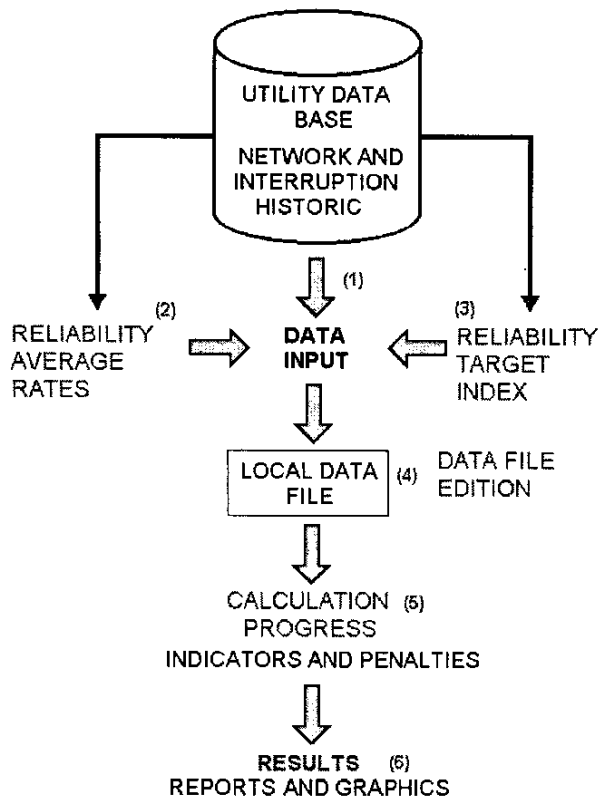 UTILITY DATA
BASE
NETWORK AND
INTERRUPTION
HISTORIC
(1)
(2)
RELIABILITY
AVERAGE
RATES
DATA
INPUT
(3)
RELIABILITY
TARGET
INDEX
LOCAL DATA
FILE
(4)
DATA FILE
EDITION
CALCULATION (5)
PROGRESS
INDICATORS AND PENALTIES
RESULTS (6)
REPORTS AND GRAPHICS